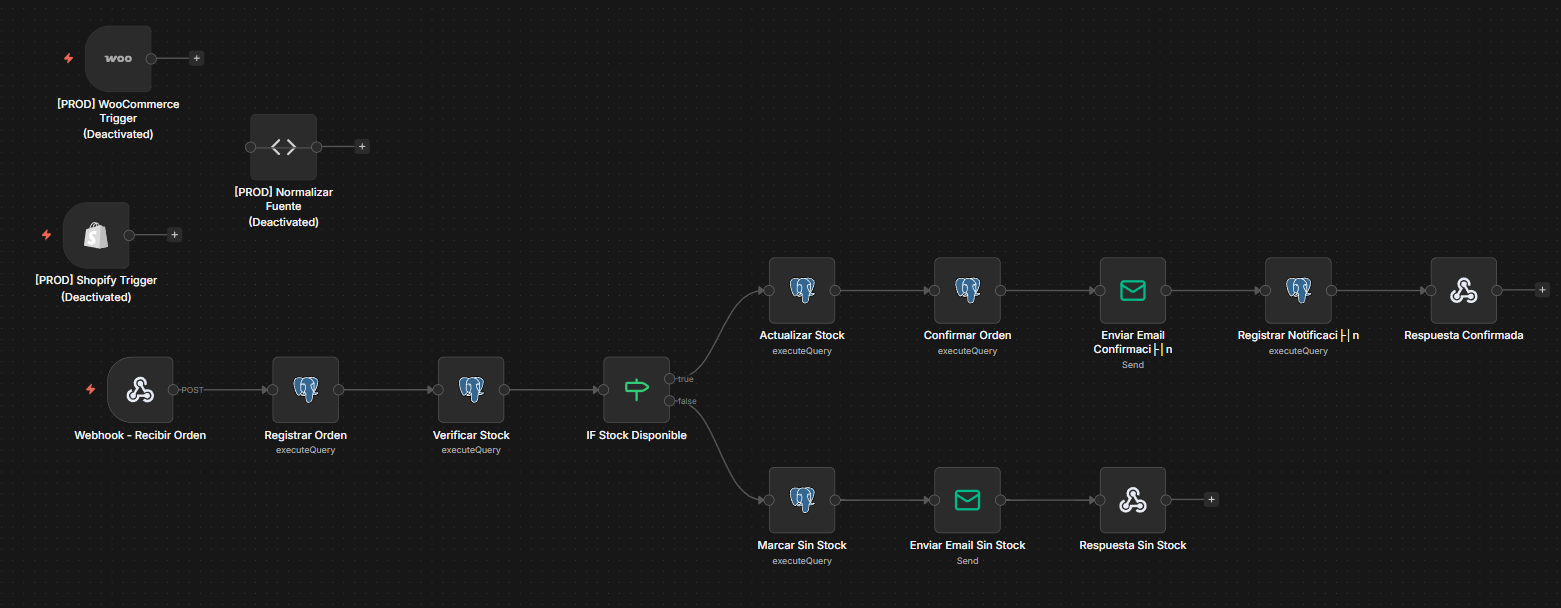 woo
[PROD] WooCommerce
Trigger
(Deactivated)
[PROD] Normalizar
Fuente
(Deactivated)
S
[PROD] Shopify Trigger
(Deactivated)
Actualizar Stock
executeQuery
Confirmar Orden
executeQuery
Enviar Email
Confirmaci├│n
Send
Registrar Notificaci├│n
executeQuery
Respuesta Confirmada
POST
Webhook - Recibir Orden
Registrar Orden
executeQuery
Verificar Stock
executeQuery
true
false
IF Stock Disponible
Marcar Sin Stock
executeQuery
Enviar Email Sin Stock
Send
Respuesta Sin Stock